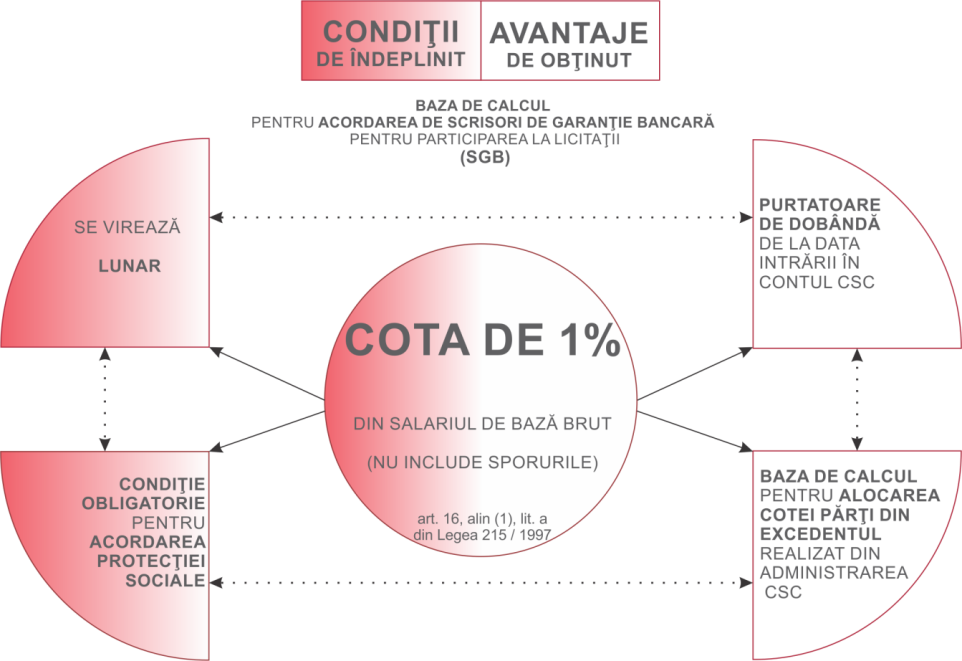 CONDIŢII
DE ÎNDEPLINIT
AVANTAJE
DE OBŢINUT
BAZA DE CALCUL
PENTRU ACORDAREA DE SCRISORI DE GARANŢIE BANCARĂ
PENTRU PARTICIPAREA LA LICITAŢII
(SGB)
SE VIREAZĂ
LUNAR
PURTATOARE
DE DOBÂNDĂ
DE LA DATA
INTRĂRII ÎN
CONTUL CSC
COTA DE 1%
DIN SALARIUL DE BAZĂ BRUT
(NU INCLUDE SPORURILE)
art. 16, alin (1), lit. a
din Legea 215 / 1997
CONDIŢIE
OBLIGATORIE
PENTRU
ACORDAREA
PROTECŢIEI
SOCIALE
BAZA DE CALCUL
PENTRU ALOCAREA
COTEI PĂRŢI DIN
EXCEDENTUL
REALIZAT DIN
ADMINISTRAREA
CSC